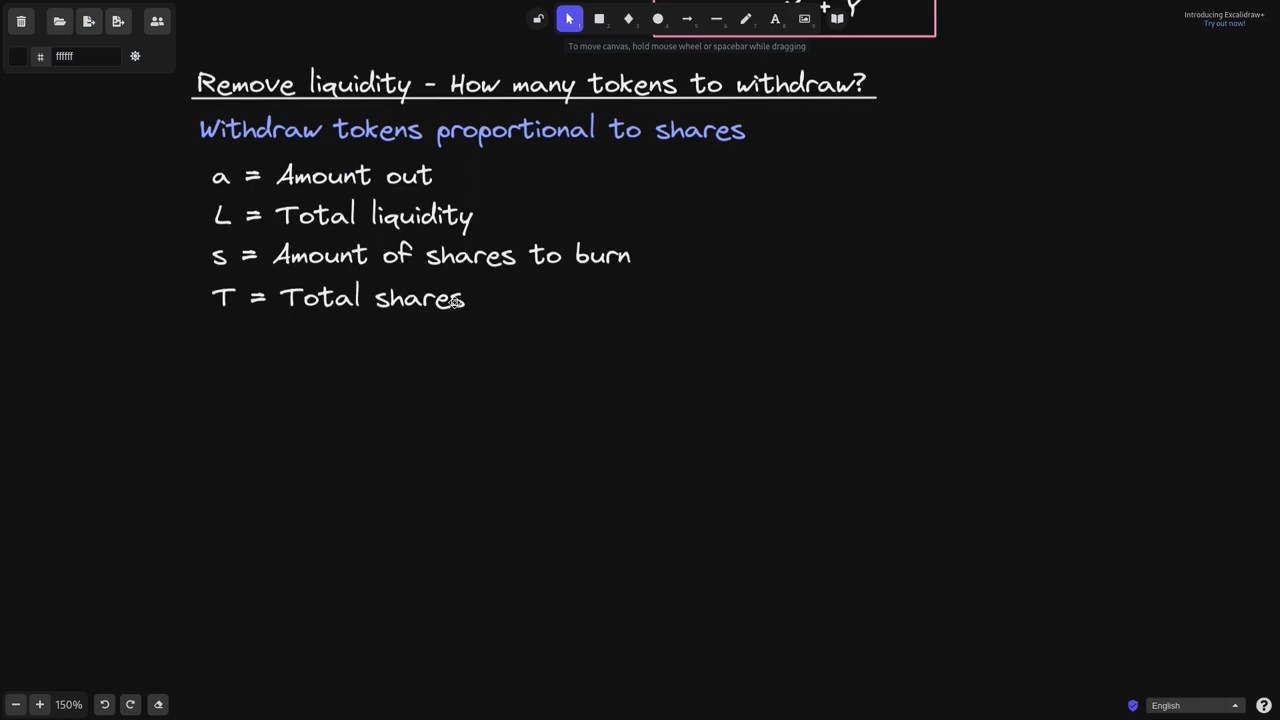 + Y
Introducing Excalidraw+
Try out now!
# ffffff
To move canvas, hold mouse wheel or spacebar while dragging
Remove liquidity - How many tokens to withdraw?
Withdraw tokens proportional to shares
a = Amount out
L = Total liquidity
s = Amount of shares to burn
T = Total shares
150%
English